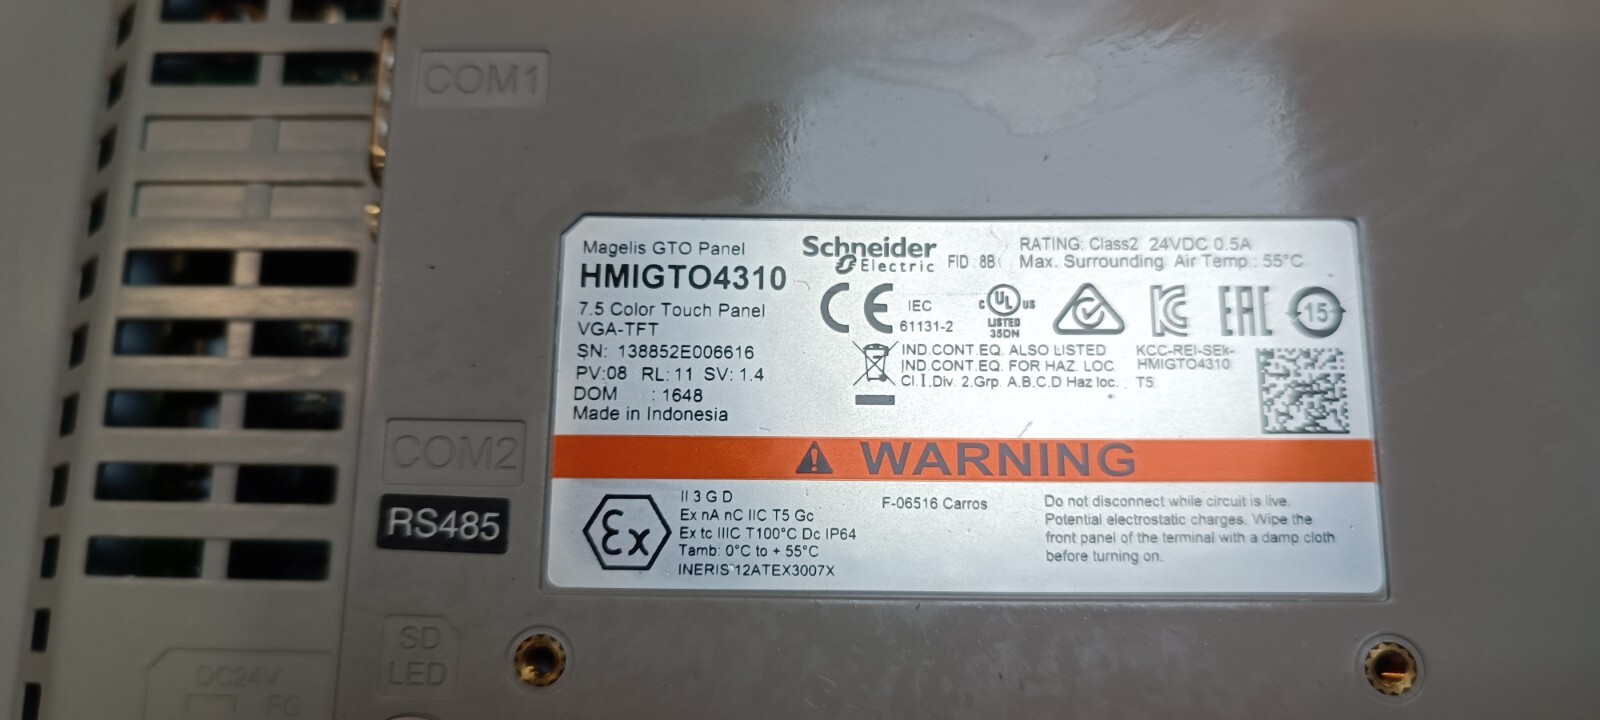 COM1
Magelis GTO Panel
HMIGTO4310
7.5 Color Touch Panel
VGA-TFT
SN: 138852E006616
PV:08 RL: 11 SV: 1.4
DOM : 1648
Made in Indonesia
Schneider
Electric
FID : 8B
RATING: Class2 24VDC 0.5A
Max. Surrounding Air Temp.: 55°C
CE
IEC
61131-2
C UL US
LISTED
35DN
KC
EAC
15
IND.CONT.EQ. ALSO LISTED
IND.CONT.EQ. FOR HAZ. LOC
Cl.I.Div. 2.Grp. A,B,C,D Haz loc. T5
KCC-REI-SEk-
HMIGTO4310
WARNING
Ex
II 3 G D
Ex nA nC IIC T5 Gc
Ex tc IIIC T100°C Dc IP64
Tamb: 0°C to + 55°C
INERIS 12ATEX3007X
F-06516 Carros
Do not disconnect while circuit is live.
Potential electrostatic charges. Wipe the
front panel of the terminal with a damp cloth
before turning on.
COM2
RS485
SD
LED
DC24V
FG